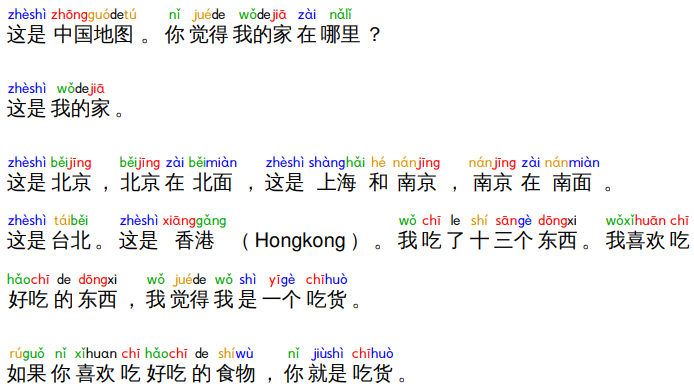 zhèshì zhōngguódetú nǐ juéde wǒdejiā zài nǎlǐ
这是 中国地图 。 你 觉得 我的家 在 哪里 ?
zhèshì wǒdejiā
这是 我的家 。
zhèshì běijīng běijīng zài běimiàn zhèshì shànghǎi hé nánjīng nánjīng zài nánmiàn
这是 北京 ， 北京 在 北面 ， 这是 上海 和 南京 ， 南京 在 南面 。
zhèshì táiběi zhèshì xiānggǎng wǒ chī le shí sāngè dōngxi wǒxǐhuān chī
这是 台北 。 这是 香港 （ Hongkong ） 。 我 吃 了 十 三个 东西 。 我喜欢 吃
hǎochī de dōngxi wǒ juéde wǒ shì yīgè chīhuò
好吃 的 东西 ， 我 觉得 我 是 一个 吃货 。
rúguǒ nǐ xǐhuan chī hǎochī de shíwù nǐ jiùshì chīhuò
如果 你 喜欢 吃 好吃 的 食物 ， 你 就是 吃货 。